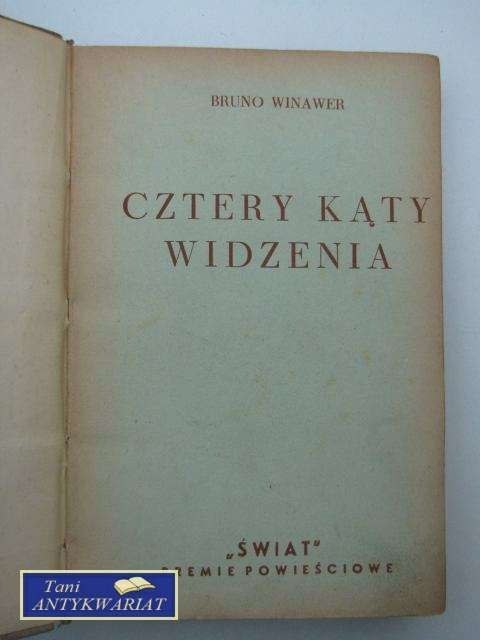 BRUNO WINAWER
CZTERY KĄTY
WIDZENIA
„ŚWIAT"
PREMIE POWIEŚCIOWE
Tani
ANTYKWARIAT